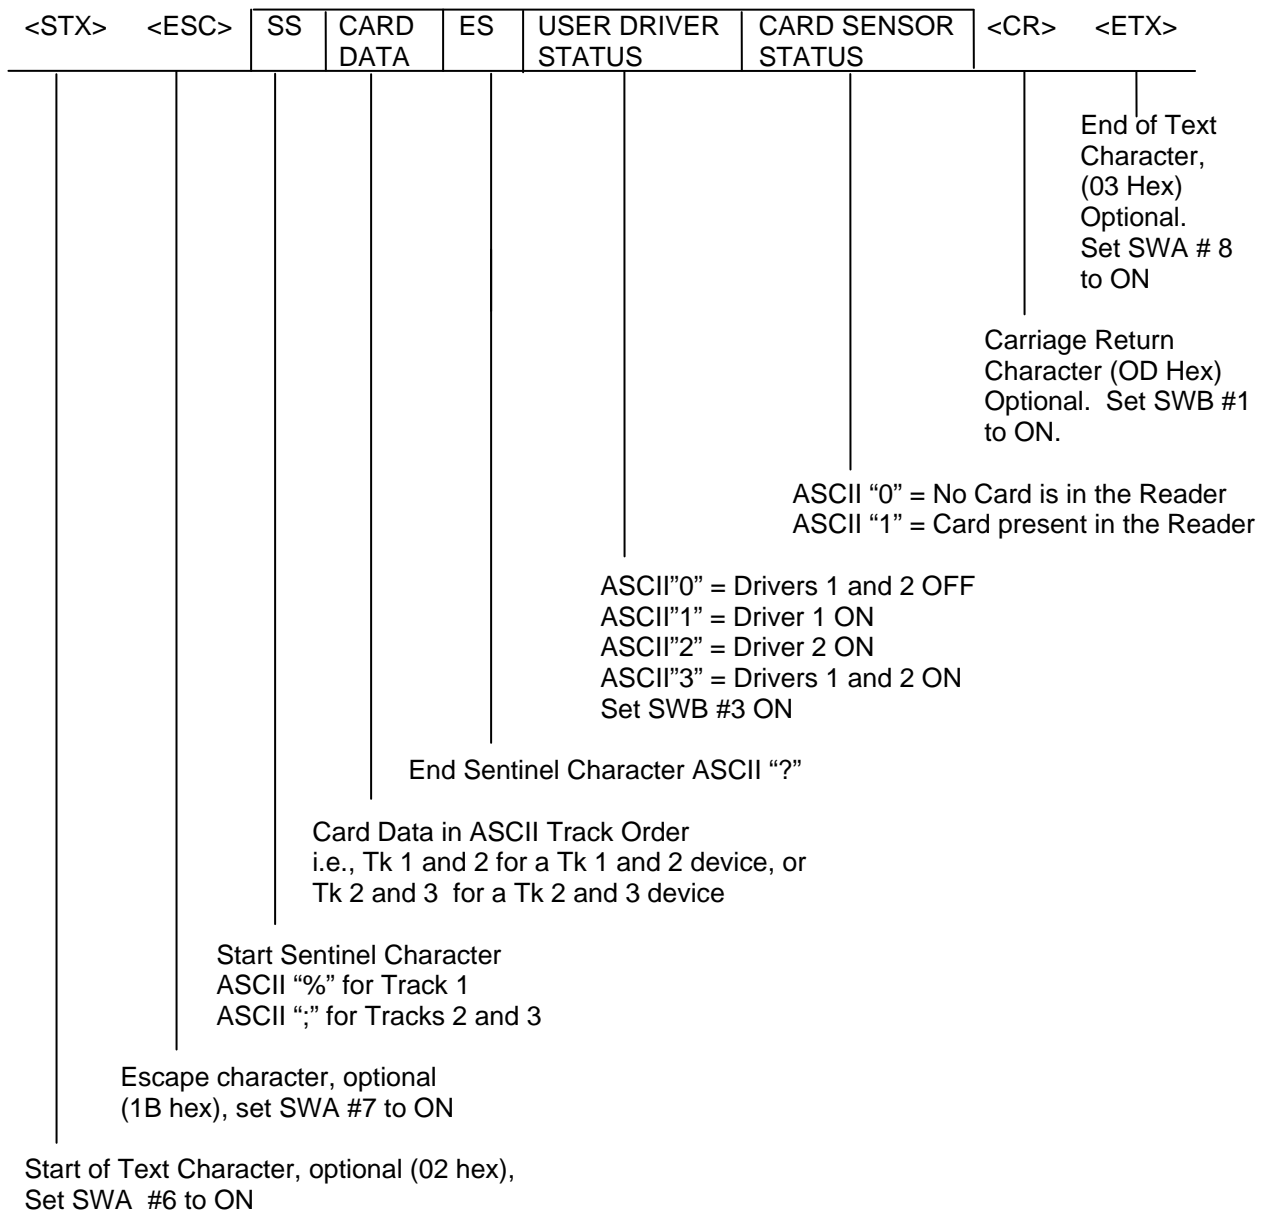 <STX> <ESC> SS CARD ES USER DRIVER CARD SENSOR <CR> <ETX>
DATA STATUS STATUS
End of Text
Character,
(03 Hex)
Optional.
Set SWA # 8
to ON
Carriage Return
Character (OD Hex)
Optional.  Set SWB #1
to ON.
ASCII “0” = No Card is in the Reader
ASCII “1” = Card present in the Reader
ASCII”0” = Drivers 1 and 2 OFF
ASCII”1” = Driver 1 ON
ASCII”2” = Driver 2 ON
ASCII”3” = Drivers 1 and 2 ON
Set SWB #3 ON
End Sentinel Character ASCII “?”
Card Data in ASCII Track Order
i.e., Tk 1 and 2 for a Tk 1 and 2 device, or
Tk 2 and 3  for a Tk 2 and 3 device
Start Sentinel Character
ASCII “%” for Track 1
ASCII “;” for Tracks 2 and 3
Escape character, optional
(1B hex), set SWA #7 to ON
Start of Text Character, optional (02 hex),
Set SWA  #6 to ON